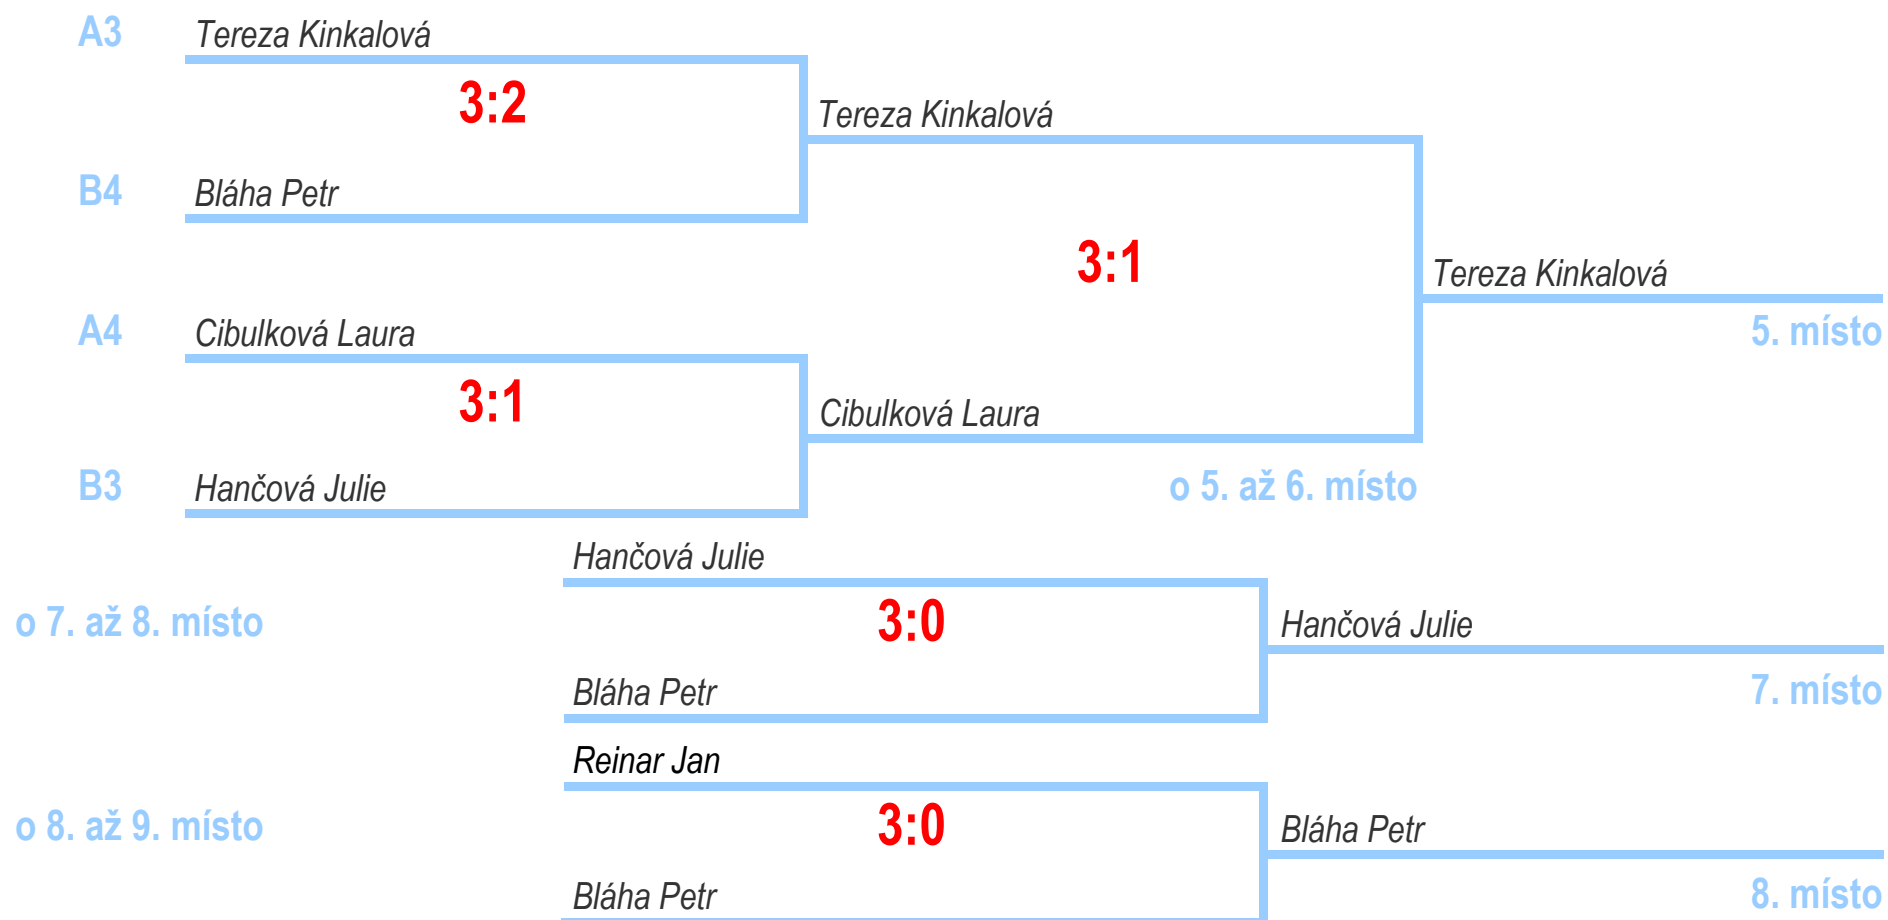 A3 Tereza Kinkalová
3:2
Tereza Kinkalová
B4 Bláha Petr
3:1
Tereza Kinkalová
A4 Cibulková Laura
5. místo
3:1
Cibulková Laura
B3 Hančová Julie
o 5. až 6. místo
Hančová Julie
o 7. až 8. místo
3:0
Hančová Julie
Bláha Petr
7. místo
Reinar Jan
o 8. až 9. místo
3:0
Bláha Petr
Bláha Petr
8. místo